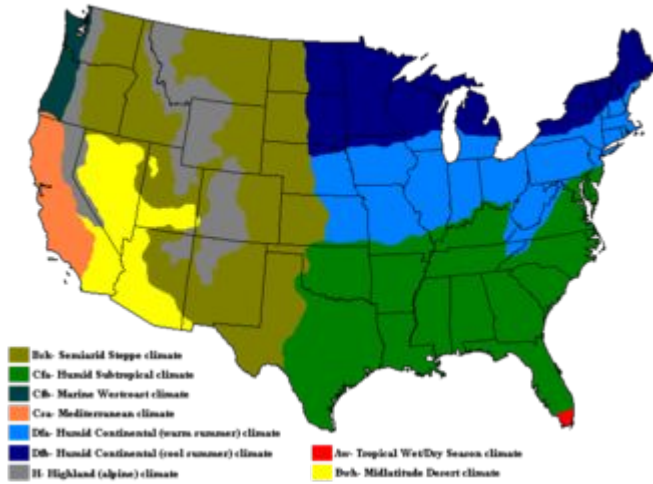 Bsk- Semiarid Steppe climate
Cfa- Humid Subtropical climate
Cfb- Marine Westcoast climate
Csa- Mediterranean climate
Dfa- Humid Continental (warm summer) climate
Dfb- Humid Continental (cool summer) climate
H- Highland (alpine) climate
Aw- Tropical Wet/Dry Season climate
Bwh- Midlatitude Desert climate